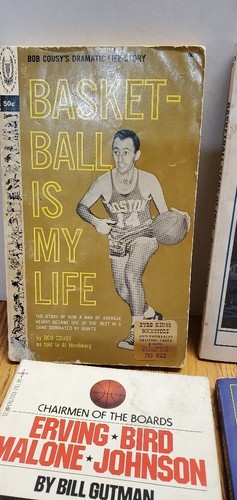 BOB COUSY'S DRAMATIC LIFE STORY
50¢
BASKET-
BALL
IS
MY
LIFE
BOSTON
14
THE STORY OF HOW A MAN OF AVERAGE
HEIGHT BECAME ONE OF THE BEST IN A
GAME DOMINATED BY GIANTS
by BOB COUSY
as told to Al Hirshberg
CHAIRMEN OF THE BOARDS
ERVING★BIRD
MALONE★JOHNSON
BY BILL GUTMAN